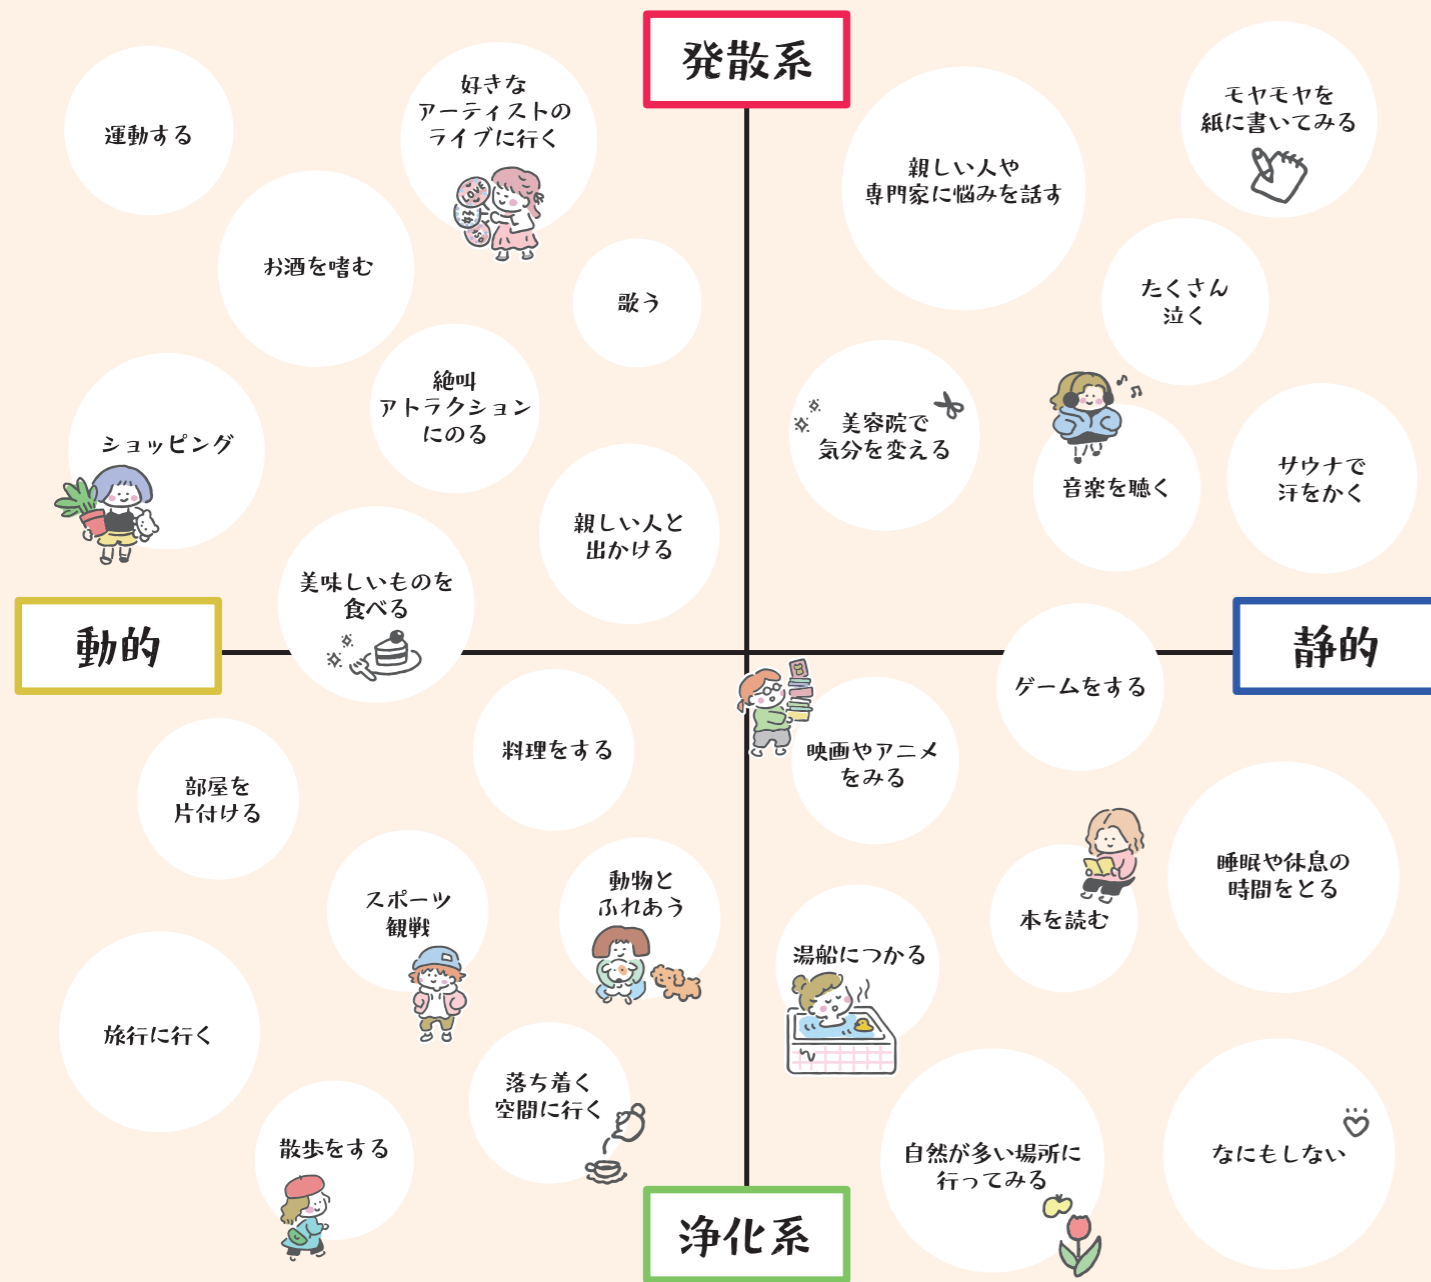 発散系
運動する
好きな
アーティストの
ライブに行く
LOVE
お酒を嗜む
歌う
絶叫
アトラクション
にのる
ショッピング
親しい人と
出かける
美味しいものを
食べる
親しい人や
専門家に悩みを話す
モヤモヤを
紙に書いてみる
たくさん
泣く
美容院で
気分を変える
音楽を聴く
サウナで
汗をかく
動的
静的
部屋を
片付ける
料理をする
スポーツ
観戦
動物と
ふれあう
旅行に行く
散歩をする
落ち着く
空間に行く
ゲームをする
映画やアニメ
をみる
本を読む
睡眠や休息の
時間をとる
湯船につかる
自然が多い場所に
行ってみる
なにもしない
浄化系